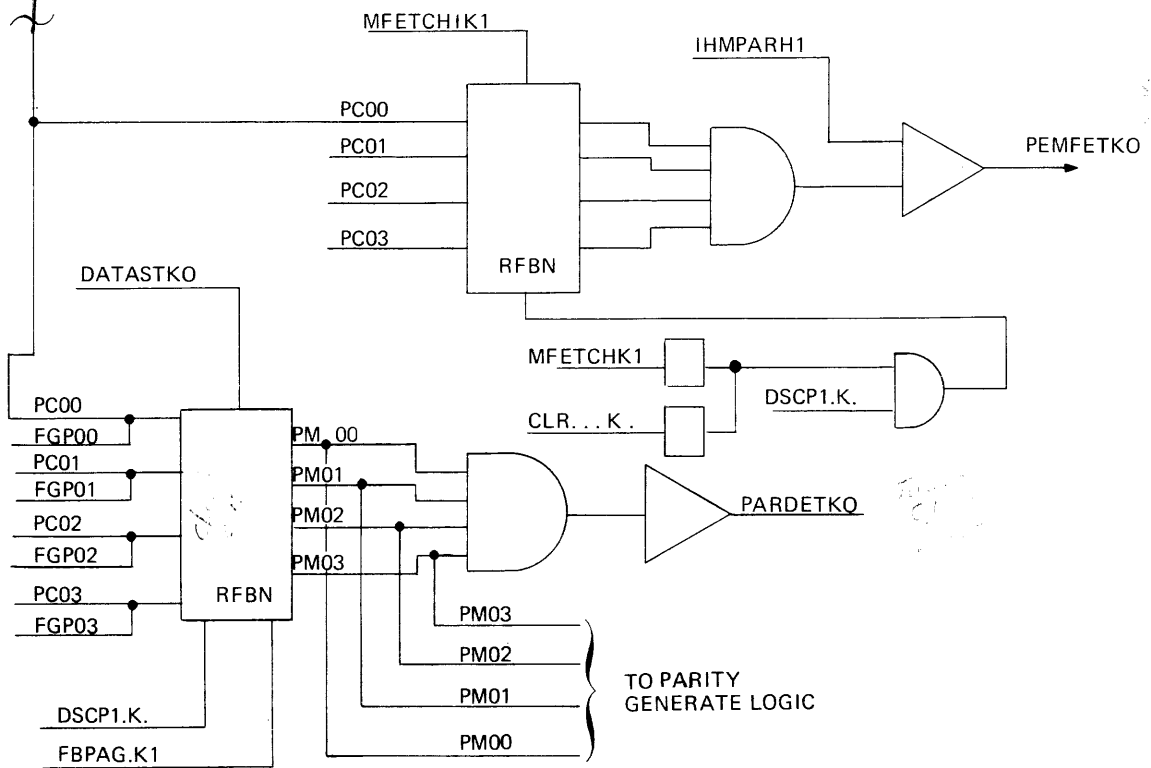 MFETCHIK1
IHMPARH1
PC00
PEMFETKO
PC01
PC02
PC03
RFBN
DATASTKO
MFETCHK1
DSCP1.K.
CLR...K.
PC00
FGP00
PC01
FGP01
PC02
FGP02
PC03
FGP03
RFBN
PM 00
PM01
PM02
PM03
PARDETKO
PM03
PM02
PM01
PM00
TO PARITY
GENERATE LOGIC
DSCP1.K.
FBPAG.K1